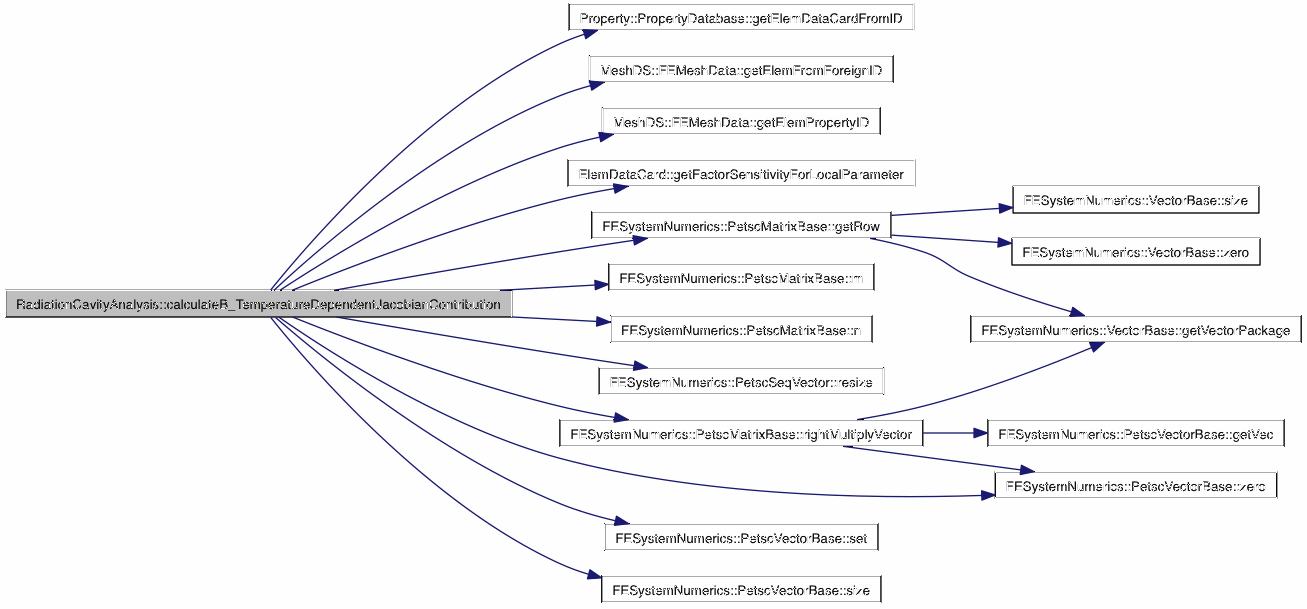 Property::PropertyDatabase::getElemDataCardFromID
MeshDS::FEMeshData::getElemFromForeignID
MeshDS::FEMeshData::getElemPropertyID
ElemDataCard::getFactorSensitivityForLocalParameter
FESystemNumerics::PetscMatrixBase::getRow
FESystemNumerics::VectorBase::size
FESystemNumerics::VectorBase::zero
FESystemNumerics::PetscMatrixBase::m
RadiationCavityAnalysis::calculateB_TemperatureDependentJacobianContribution
FESystemNumerics::PetscMatrixBase::n
FESystemNumerics::VectorBase::getVectorPackage
FESystemNumerics::PetscSeqVector::resize
FESystemNumerics::PetscMatrixBase::rightMultiplyVector
FESystemNumerics::PetscVectorBase::getVec
FESystemNumerics::PetscVectorBase::zero
FESystemNumerics::PetscVectorBase::set
FESystemNumerics::PetscVectorBase::size